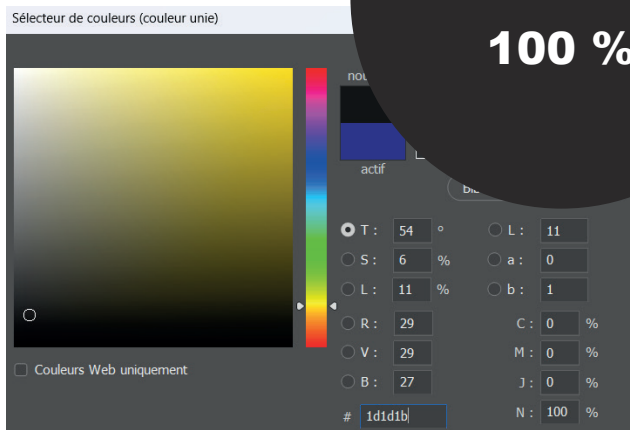 Sélecteur de couleurs (couleur unie)
100 %
actif
T : 54 °
L : 11
S : 6 %
a : 0
L : 11 %
b : 1
R : 29
C : 0 %
V : 29
M : 0 %
Couleurs Web uniquement
B : 27
J : 0 %
# 1d1d1b
N : 100 %